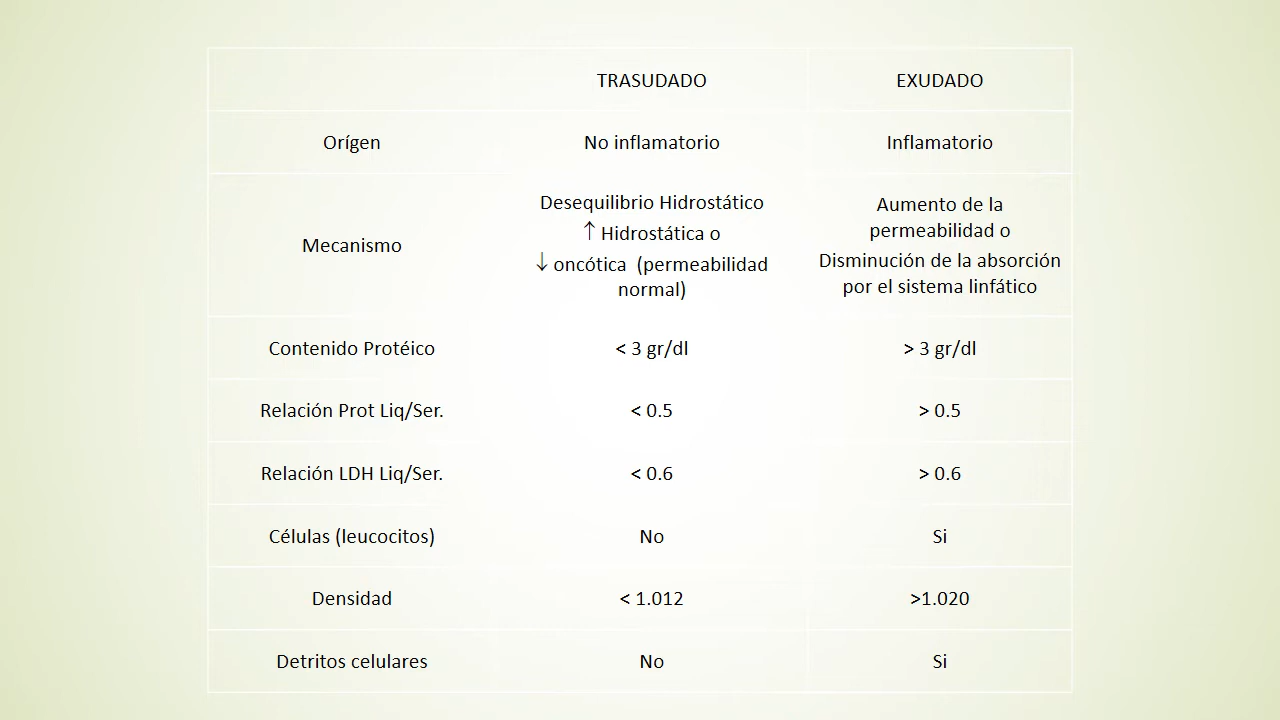 TRASUDADO EXUDADO
Orígen No inflamatorio Inflamatorio
Mecanismo
Desequilibrio Hidrostático
↑ Hidrostática o
↓ oncótica (permeabilidad
normal)
Aumento de la
permeabilidad o
Disminución de la absorción
por el sistema linfático
Contenido Protéico < 3 gr/dl > 3 gr/dl
Relación Prot Liq/Ser. < 0.5 > 0.5
Relación LDH Liq/Ser. < 0.6 > 0.6
Células (leucocitos) No Si
Densidad < 1.012 >1.020
Detritos celulares No Si